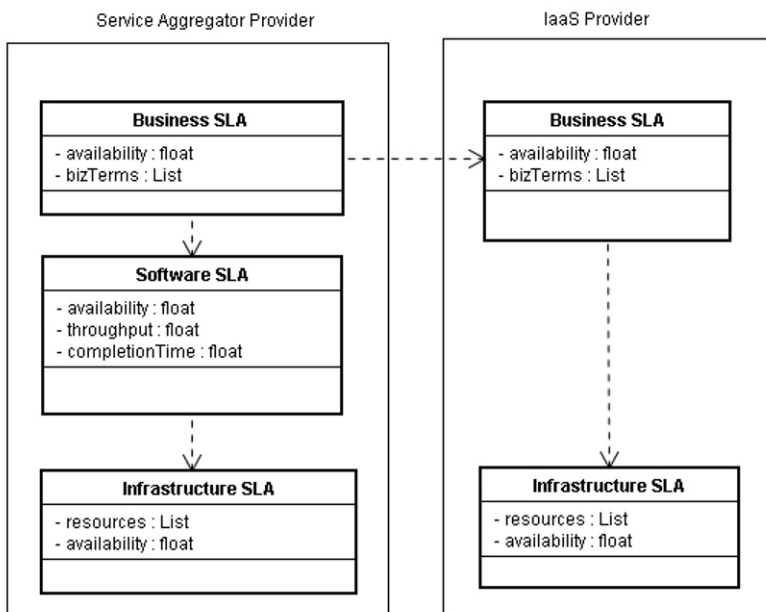 Service Aggregator Provider
IaaS Provider
Business SLA
- availability : float
- bizTerms : List
Business SLA
- availability : float
- bizTerms : List
Software SLA
- availability : float
- throughput : float
- completionTime : float
Infrastructure SLA
- resources : List
- availability : float
Infrastructure SLA
- resources : List
- availability : float